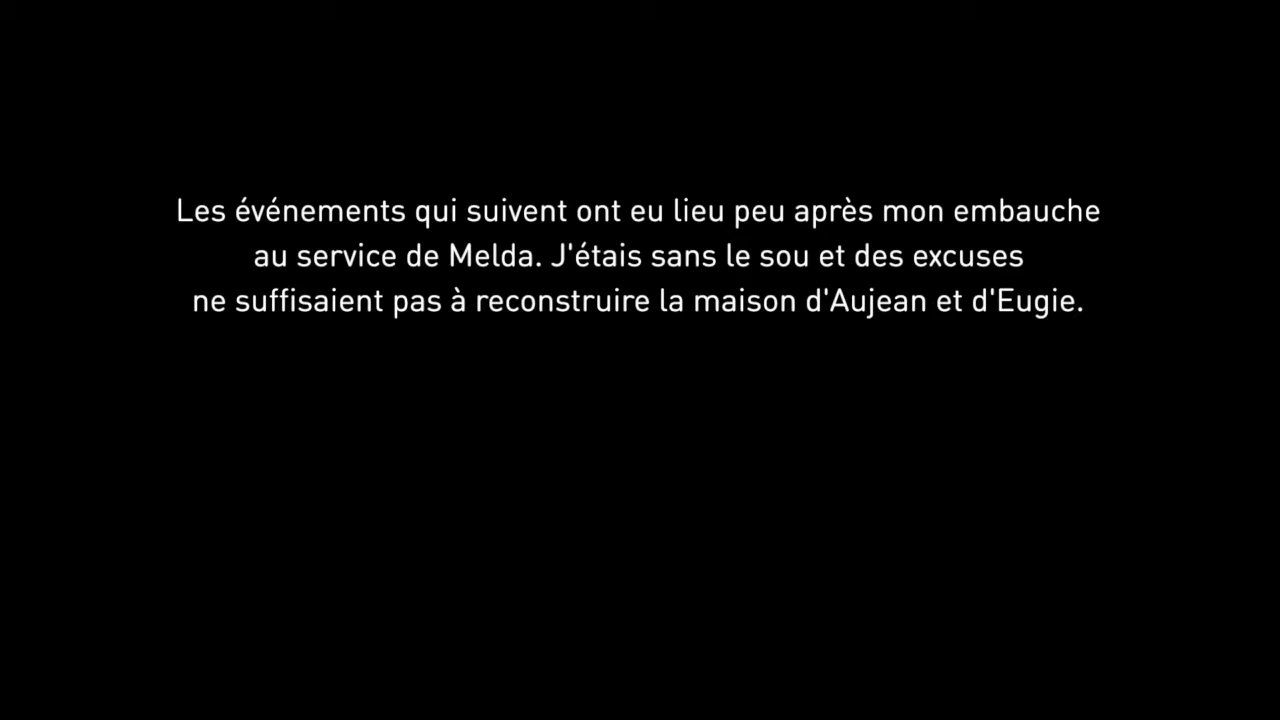 Les événements qui suivent ont eu lieu peu après mon embauche
au service de Melda. J'étais sans le sou et des excuses
ne suffisaient pas à reconstruire la maison d'Aujean et d'Eugie.